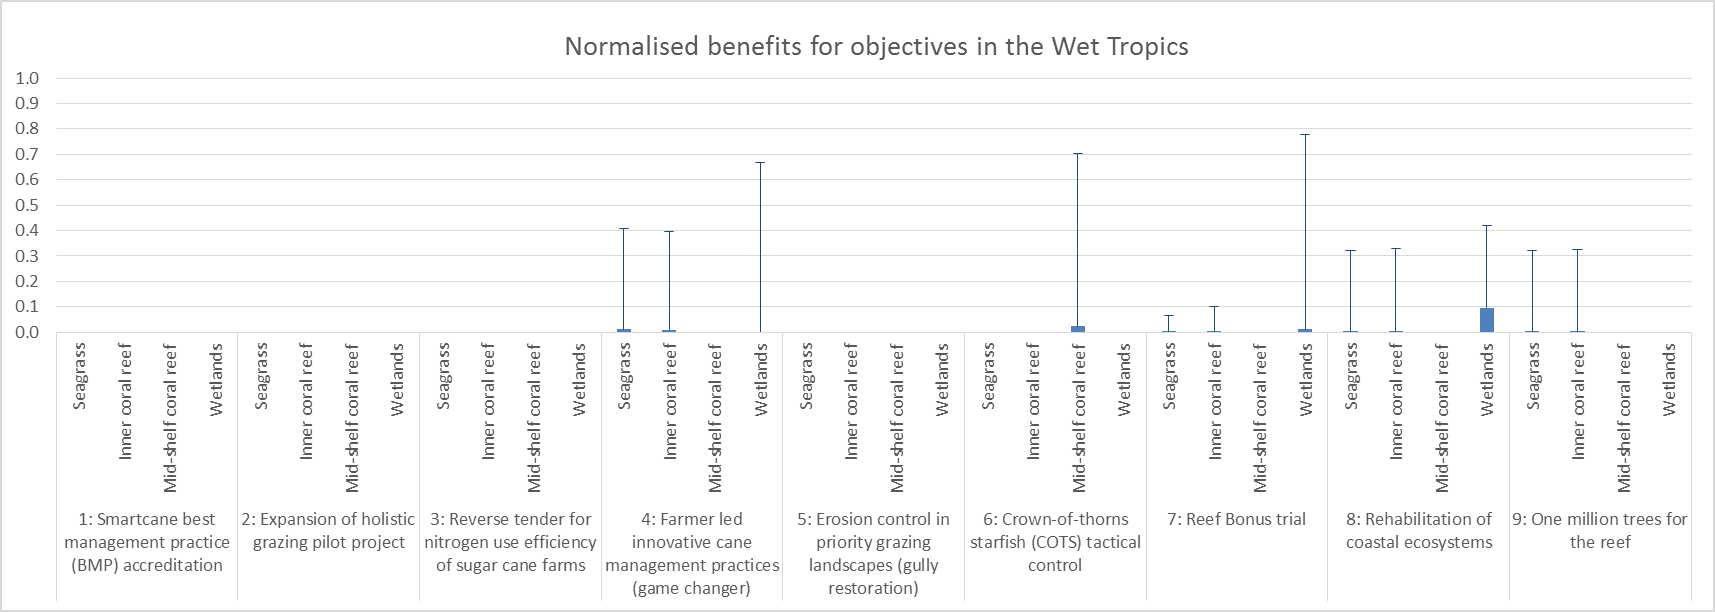 Normalised benefits for objectives in the Wet Tropics
1.0
0.9
0.8
0.7
0.6
0.5
0.4
0.3
0.2
0.1
0.0
Seagrass
Inner coral reef
Mid-shelf coral reef
Wetlands
Seagrass
Inner coral reef
Mid-shelf coral reef
Wetlands
Seagrass
Inner coral reef
Mid-shelf coral reef
Wetlands
Seagrass
Inner coral reef
Mid-shelf coral reef
Wetlands
Seagrass
Inner coral reef
Mid-shelf coral reef
Wetlands
Seagrass
Inner coral reef
Mid-shelf coral reef
Wetlands
Seagrass
Inner coral reef
Mid-shelf coral reef
Wetlands
Seagrass
Inner coral reef
Mid-shelf coral reef
Wetlands
Seagrass
Inner coral reef
Mid-shelf coral reef
Wetlands
1: Smartcane best
management practice
(BMP) accreditation
2: Expansion of holistic
grazing pilot project
3: Reverse tender for
nitrogen use efficiency
of sugar cane farms
4: Farmer led
innovative cane
management practices
(game changer)
5: Erosion control in
priority grazing
landscapes (gully
restoration)
6: Crown-of-thorns
starfish (COTS) tactical
control
7: Reef Bonus trial
8: Rehabilitation of
coastal ecosystems
9: One million trees for
the reef